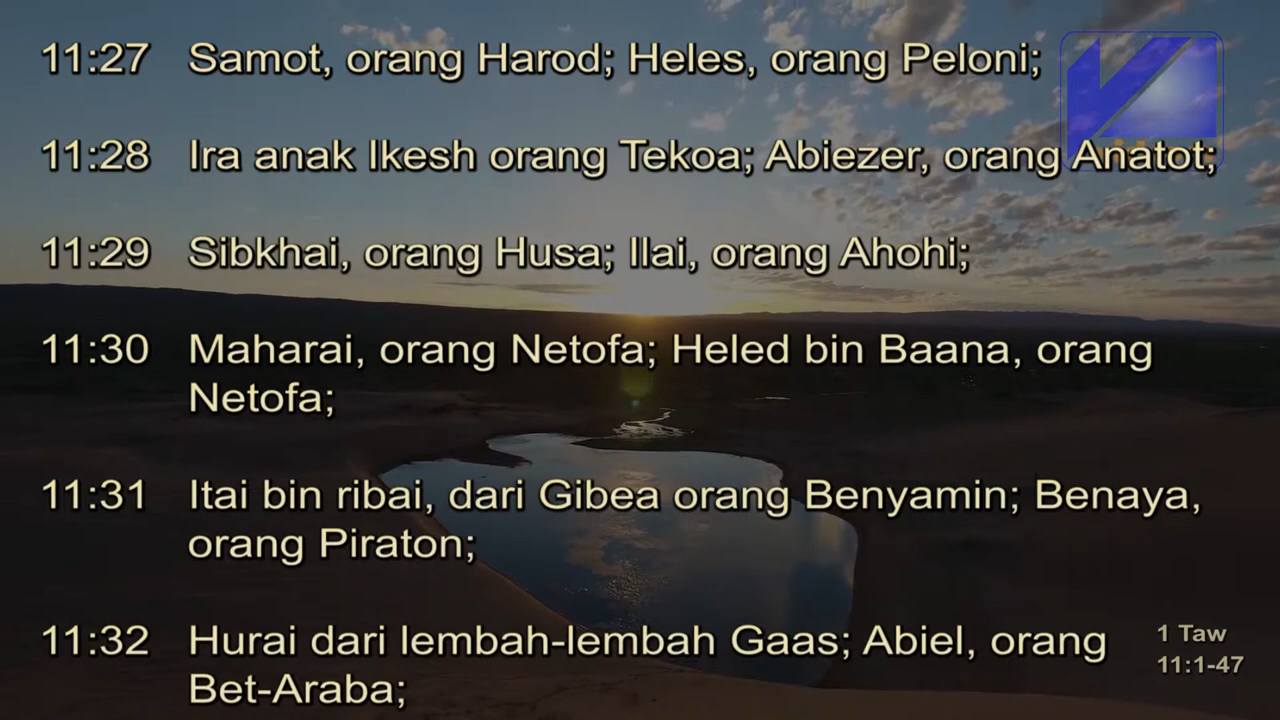 11:27 Samot, orang Harod; Heles, orang Peloni;
11:28 Ira anak Ikesh orang Tekoa; Abiezer, orang Anatot;
11:29 Sibkhai, orang Husa; Ilai, orang Ahohi;
11:30 Maharai, orang Netofa; Heled bin Baana, orang
Netofa;
11:31 Itai bin ribai, dari Gibea orang Benyamin; Benaya,
orang Piraton;
11:32 Hurai dari lembah-lembah Gaas; Abiel, orang
Bet-Araba;
1 Taw
11:1-47